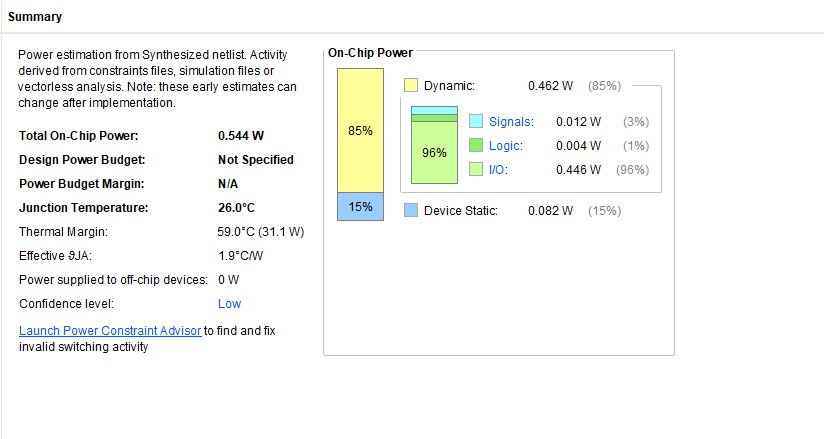 Summary
Power estimation from Synthesized netlist. Activity
derived from constraints files, simulation files or
vectorless analysis. Note: these early estimates can
change after implementation.
Total On-Chip Power: 0.544 W
Design Power Budget: Not Specified
Power Budget Margin: N/A
Junction Temperature: 26.0°C
Thermal Margin: 59.0°C (31.1 W)
Effective ϑJA: 1.9°C/W
Power supplied to off-chip devices: 0 W
Confidence level: Low
Launch Power Constraint Advisor to find and fix
invalid switching activity
On-Chip Power
85%
15%
Dynamic: 0.462 W (85%)
96%
Signals: 0.012 W (3%)
Logic: 0.004 W (1%)
I/O: 0.446 W (96%)
Device Static: 0.082 W (15%)